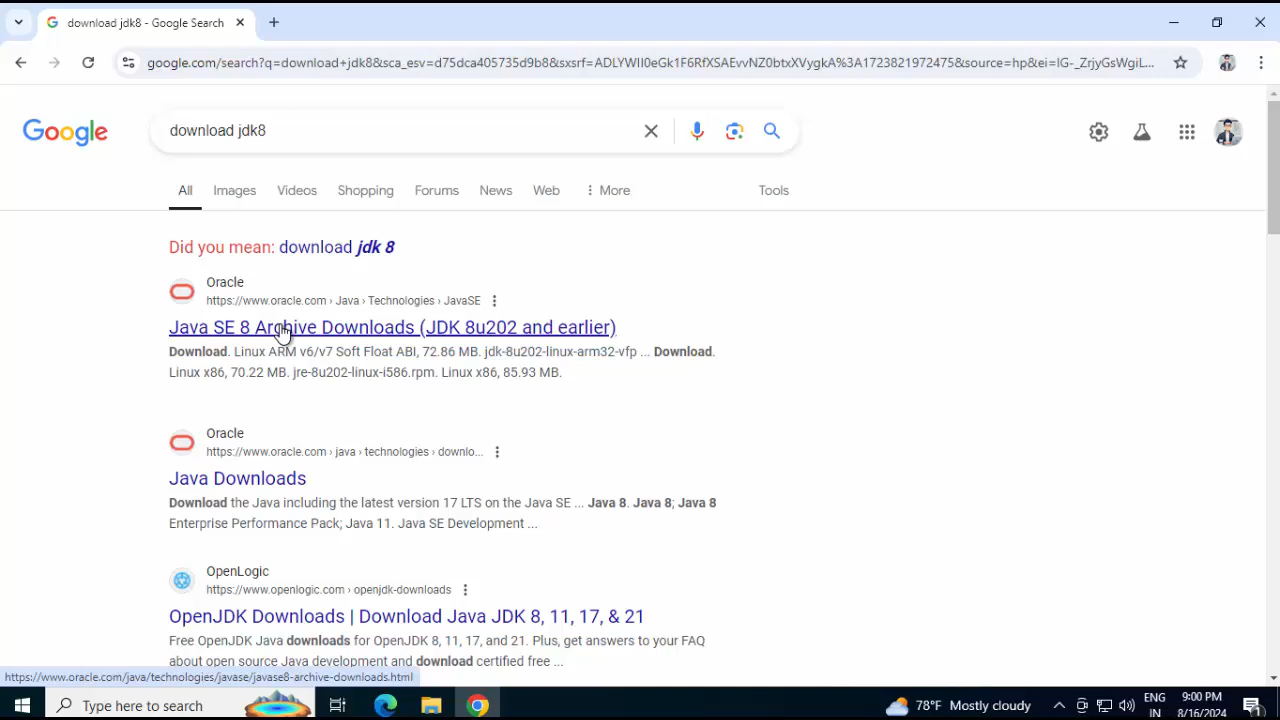 download jdk8 - Google Search
google.com/search?q=download+jdk8&sca_esv=d75dca405735d9b8&sxsrf=ADLYWII0eGk1F6RfXSAEvvNZ0btxXVygkA%3A1723821972475&source=hp&ei=IG-_ZrjyGsWgiL...
Google
download jdk8
All
Images
Videos
Shopping
Forums
News
Web
More
Tools
Did you mean: download jdk 8
Oracle
https://www.oracle.com › Java › Technologies › JavaSE
Java SE 8 Archive Downloads (JDK 8u202 and earlier)
Download. Linux ARM v6/v7 Soft Float ABI, 72.86 MB. jdk-8u202-linux-arm32-vfp ... Download.
Linux x86, 70.22 MB. jre-8u202-linux-i586.rpm. Linux x86, 85.93 MB.
Oracle
https://www.oracle.com › java › technologies › downlo...
Java Downloads
Download the Java including the latest version 17 LTS on the Java SE ... Java 8. Java 8; Java 8
Enterprise Performance Pack; Java 11. Java SE Development ...
OpenLogic
https://www.openlogic.com › openjdk-downloads
OpenJDK Downloads | Download Java JDK 8, 11, 17, & 21
Free OpenJDK Java downloads for OpenJDK 8, 11, 17, and 21. Plus, get answers to your FAQ
about open source Java development and download certified free ...
https://www.oracle.com/java/technologies/javase/javase8-archive-downloads.html
Type here to search
78°F Mostly cloudy
ENG
IN
9:00 PM
8/16/2024